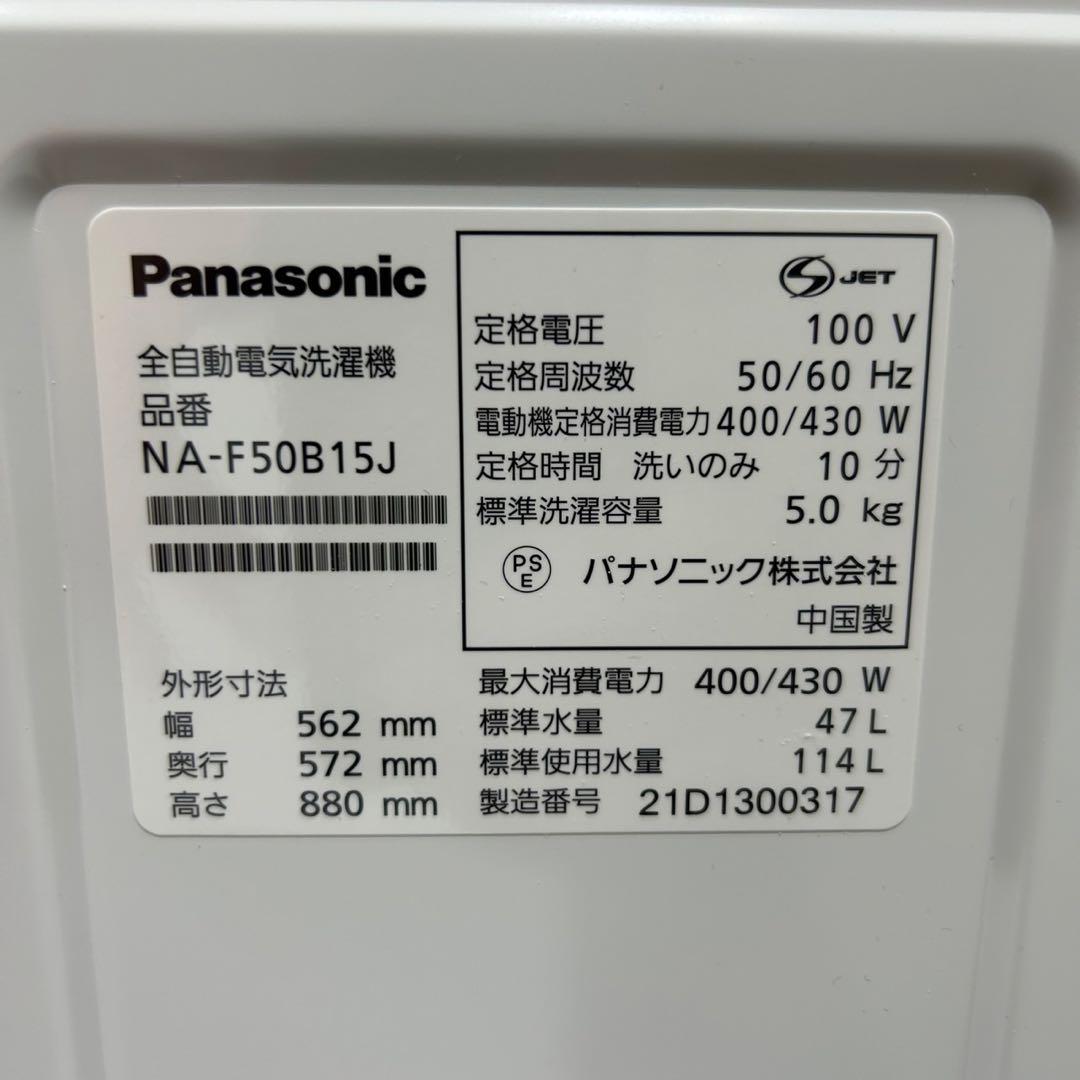 Panasonic
全自動電気洗濯機
品番
NA-F50B15J
S JET
定格電圧 100 V
定格周波数 50/60 Hz
電動機定格消費電力 400/430 W
定格時間 洗いのみ 10 分
標準洗濯容量 5.0 kg
PSE パナソニック株式会社
中国製
外形寸法
幅 562 mm
奥行 572 mm
高さ 880 mm
最大消費電力 400/430 W
標準水量 47 L
標準使用水量 114 L
製造番号 21D1300317